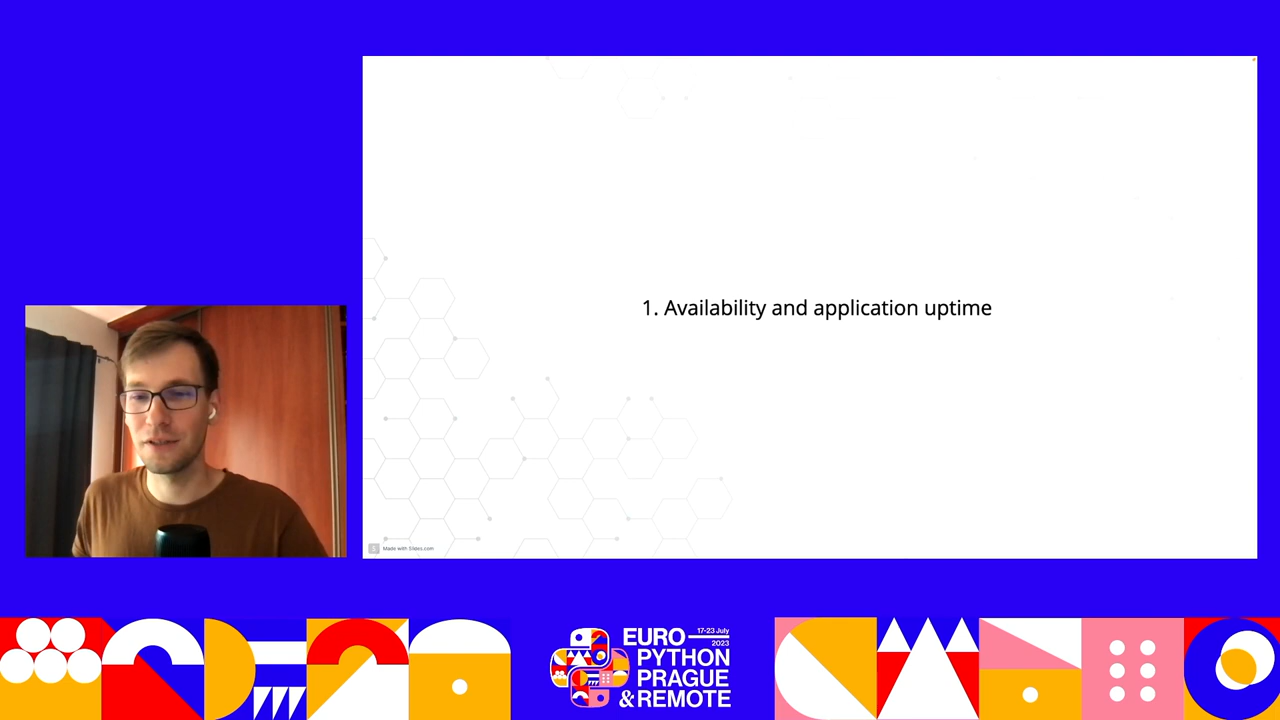 1. Availability and application uptime
Made with Slides.com
EURO
17-23 July
2023
PYTHON
PRAGUE
& REMOTE